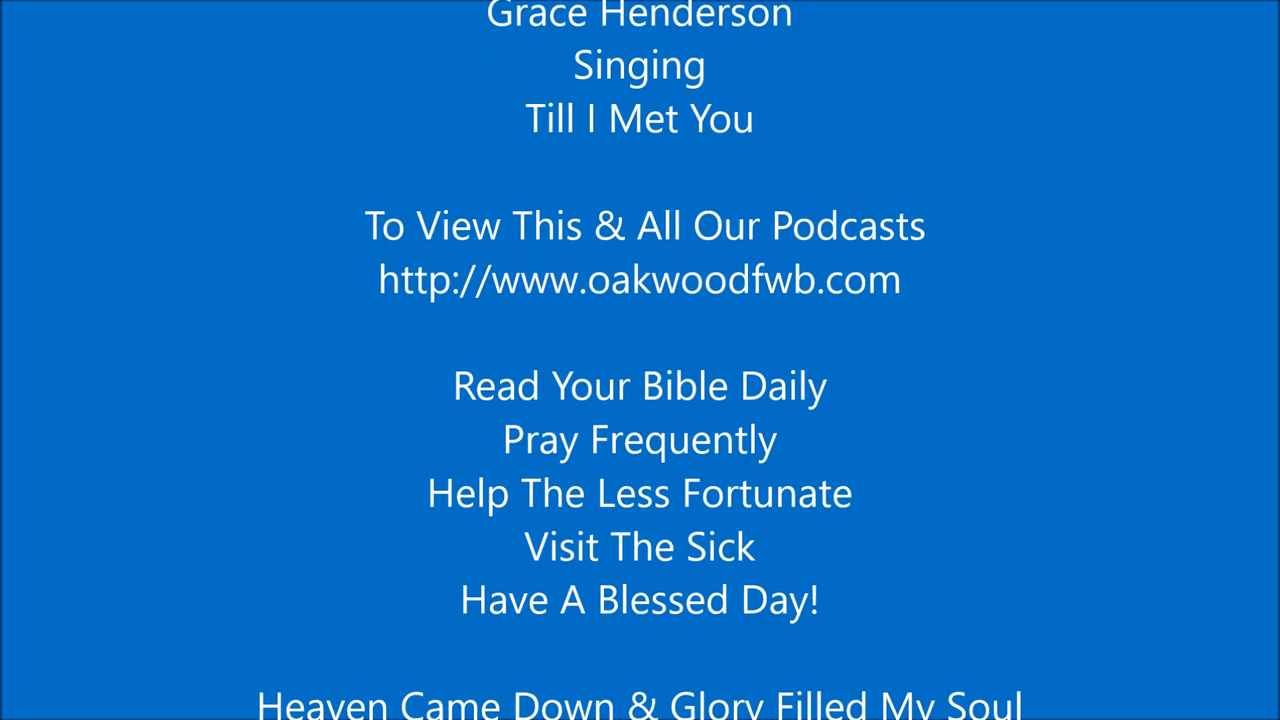 Grace Henderson
Singing
Till I Met You
To View This & All Our Podcasts
http://www.oakwoodfwb.com
Read Your Bible Daily
Pray Frequently
Help The Less Fortunate
Visit The Sick
Have A Blessed Day!
Heaven Came Down & Glory Filled My Soul